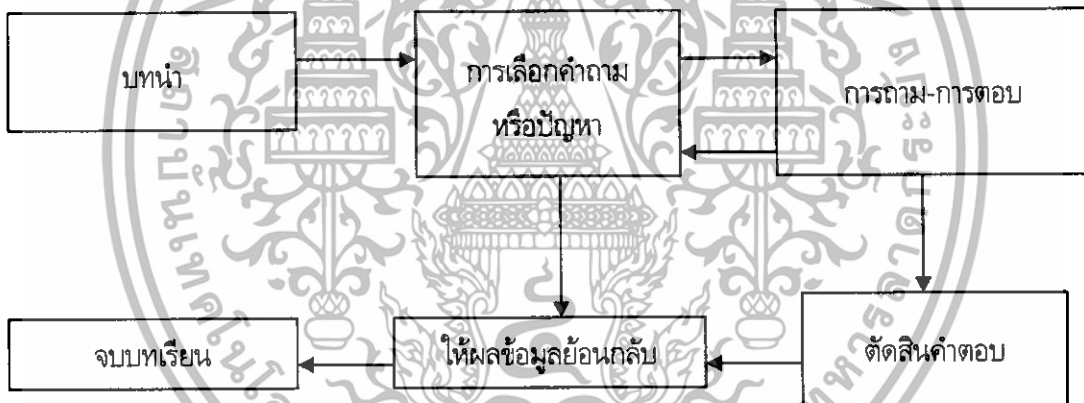 บทนำ
การเลือกคำถาม
หรือปัญหา
การถาม-การตอบ
จบบทเรียน
ให้ผลข้อมูลย้อนกลับ
ตัดสินคำตอบ